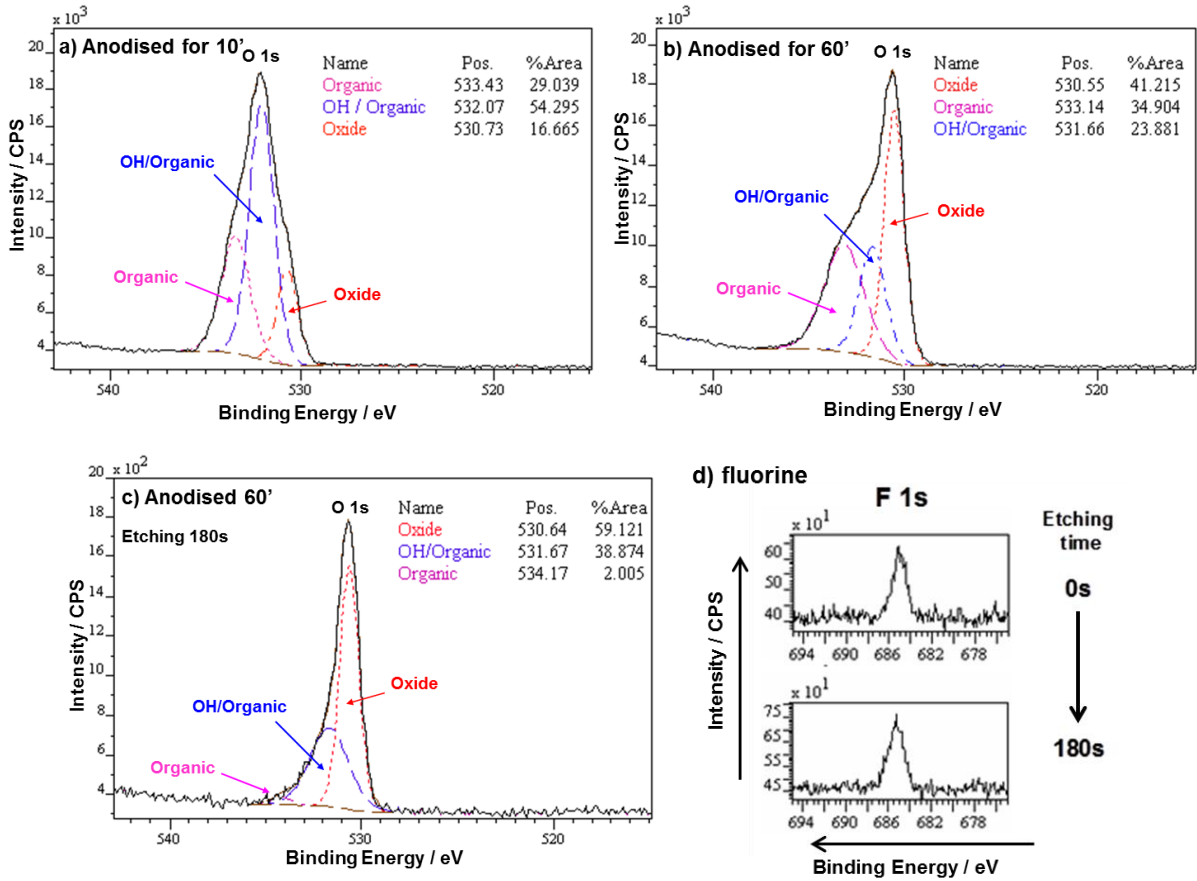 x 10³
a) Anodised for 10’
O 1s
Name Pos. %Area
Organic 533.43 29.039
OH / Organic 532.07 54.295
Oxide 530.73 16.665
20
18
16
14
12
10
8
6
4
OH/Organic
Organic
Oxide
Intensity / CPS
540 530 520
Binding Energy / eV
x 10³
b) Anodised for 60’
O 1s
Name Pos. %Area
Oxide 530.55 41.215
Organic 533.14 34.904
OH/Organic 531.66 23.881
20
18
16
14
12
10
8
6
4
OH/Organic
Oxide
Organic
Intensity / CPS
540 530 520
Binding Energy / eV
x 10²
c) Anodised 60’
Etching 180s
O 1s
Name Pos. %Area
Oxide 530.64 59.121
OH/Organic 531.67 38.874
Organic 534.17 2.005
20
18
16
14
12
10
8
6
4
Oxide
OH/Organic
Organic
Intensity / CPS
540 530 520
Binding Energy / eV
d) fluorine
F 1s
Etching
time
x 10¹
60
50
50
40
40
694 690 686 682 678
0s
x 10¹
75
65
55
55
45
45
694 690 686 682 678
180s
Intensity / CPS
Binding Energy / eV